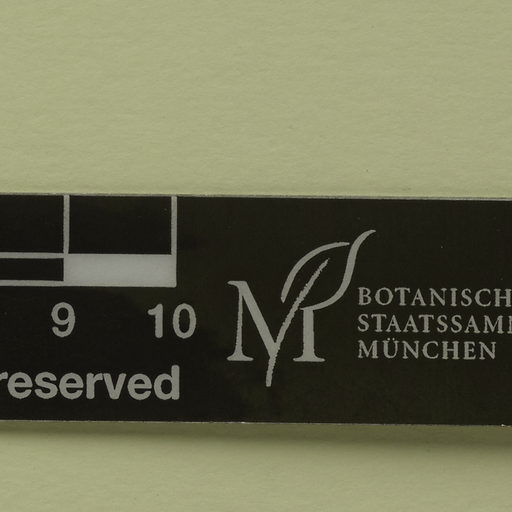 9 10
reserved
M
BOTANISCH
STAATSSAM
MÜNCHEN